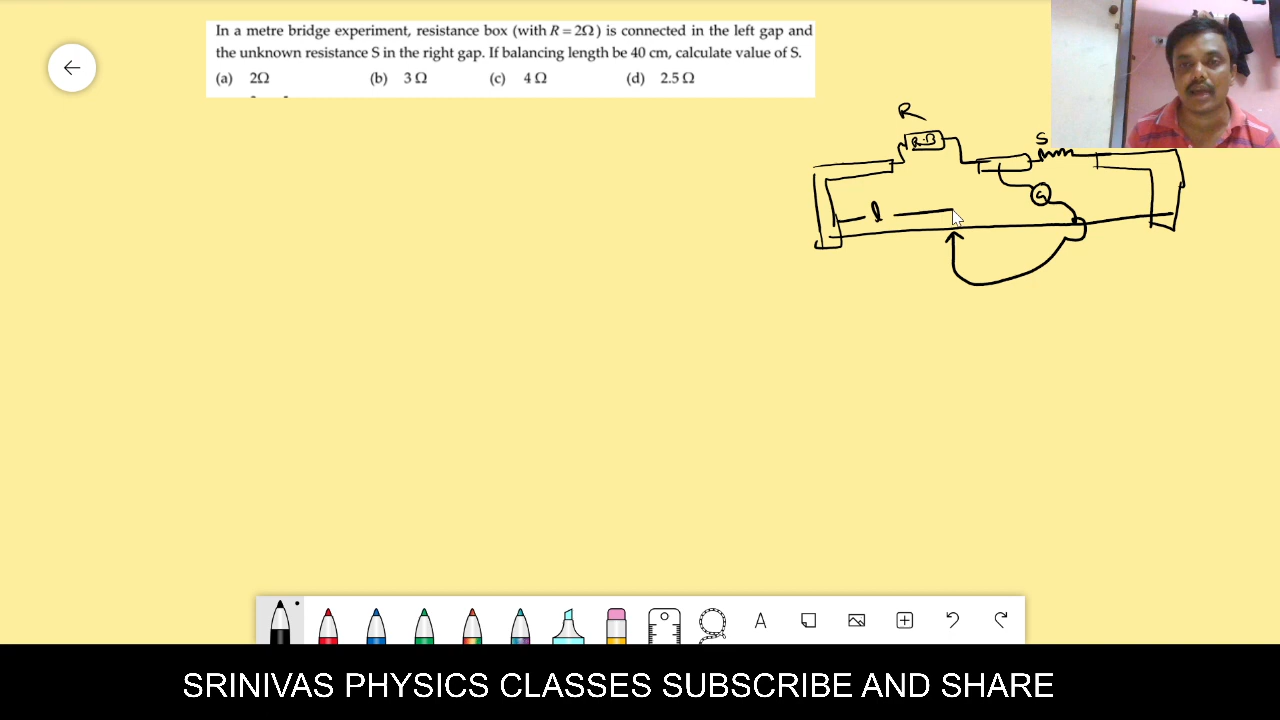 In a metre bridge experiment, resistance box (with R = 2Ω) is connected in the left gap and
the unknown resistance S in the right gap. If balancing length be 40 cm, calculate value of S.
(a) 2Ω (b) 3 Ω (c) 4 Ω (d) 2.5 Ω
R
R·B
S
G
l
A
SRINIVAS PHYSICS CLASSES SUBSCRIBE AND SHARE